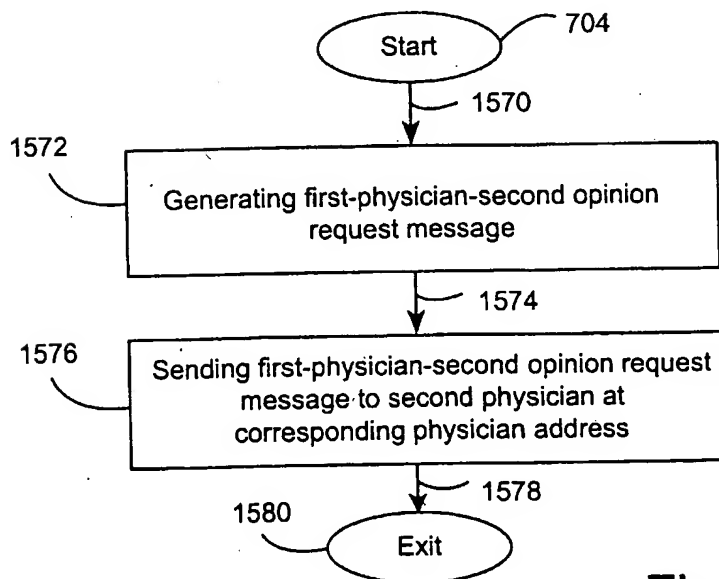 Start
704
1570
1572
Generating first-physician-second opinion
request message
1574
1576
Sending first-physician-second opinion request
message to second physician at
corresponding physician address
1578
1580
Exit